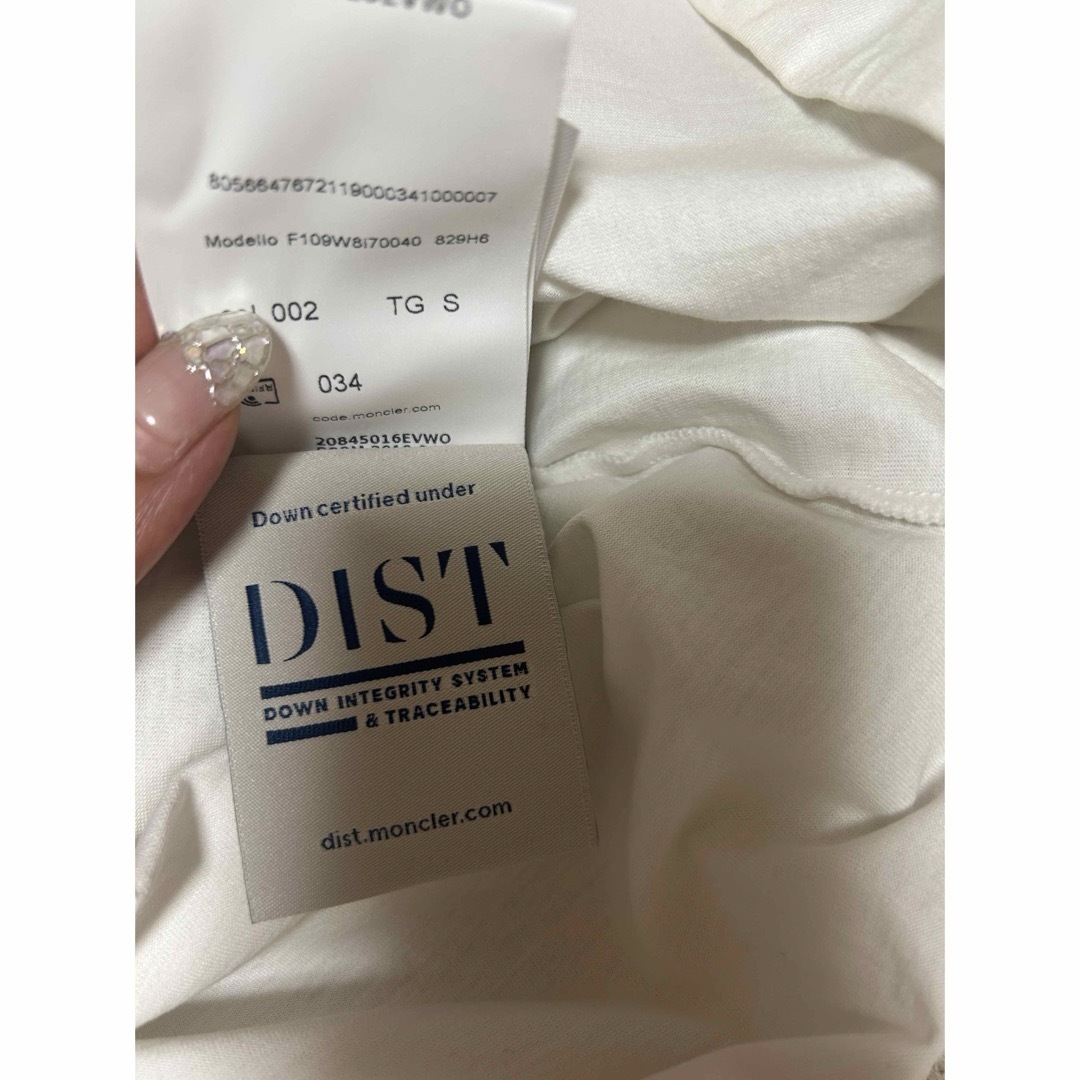 8056647672119000341000007
Modello F109W8I70040 829H6
002 TG S
034
code.moncler.com
20845016EVWO
Down certified under
DIST
DOWN INTEGRITY SYSTEM
& TRACEABILITY
dist.moncler.com